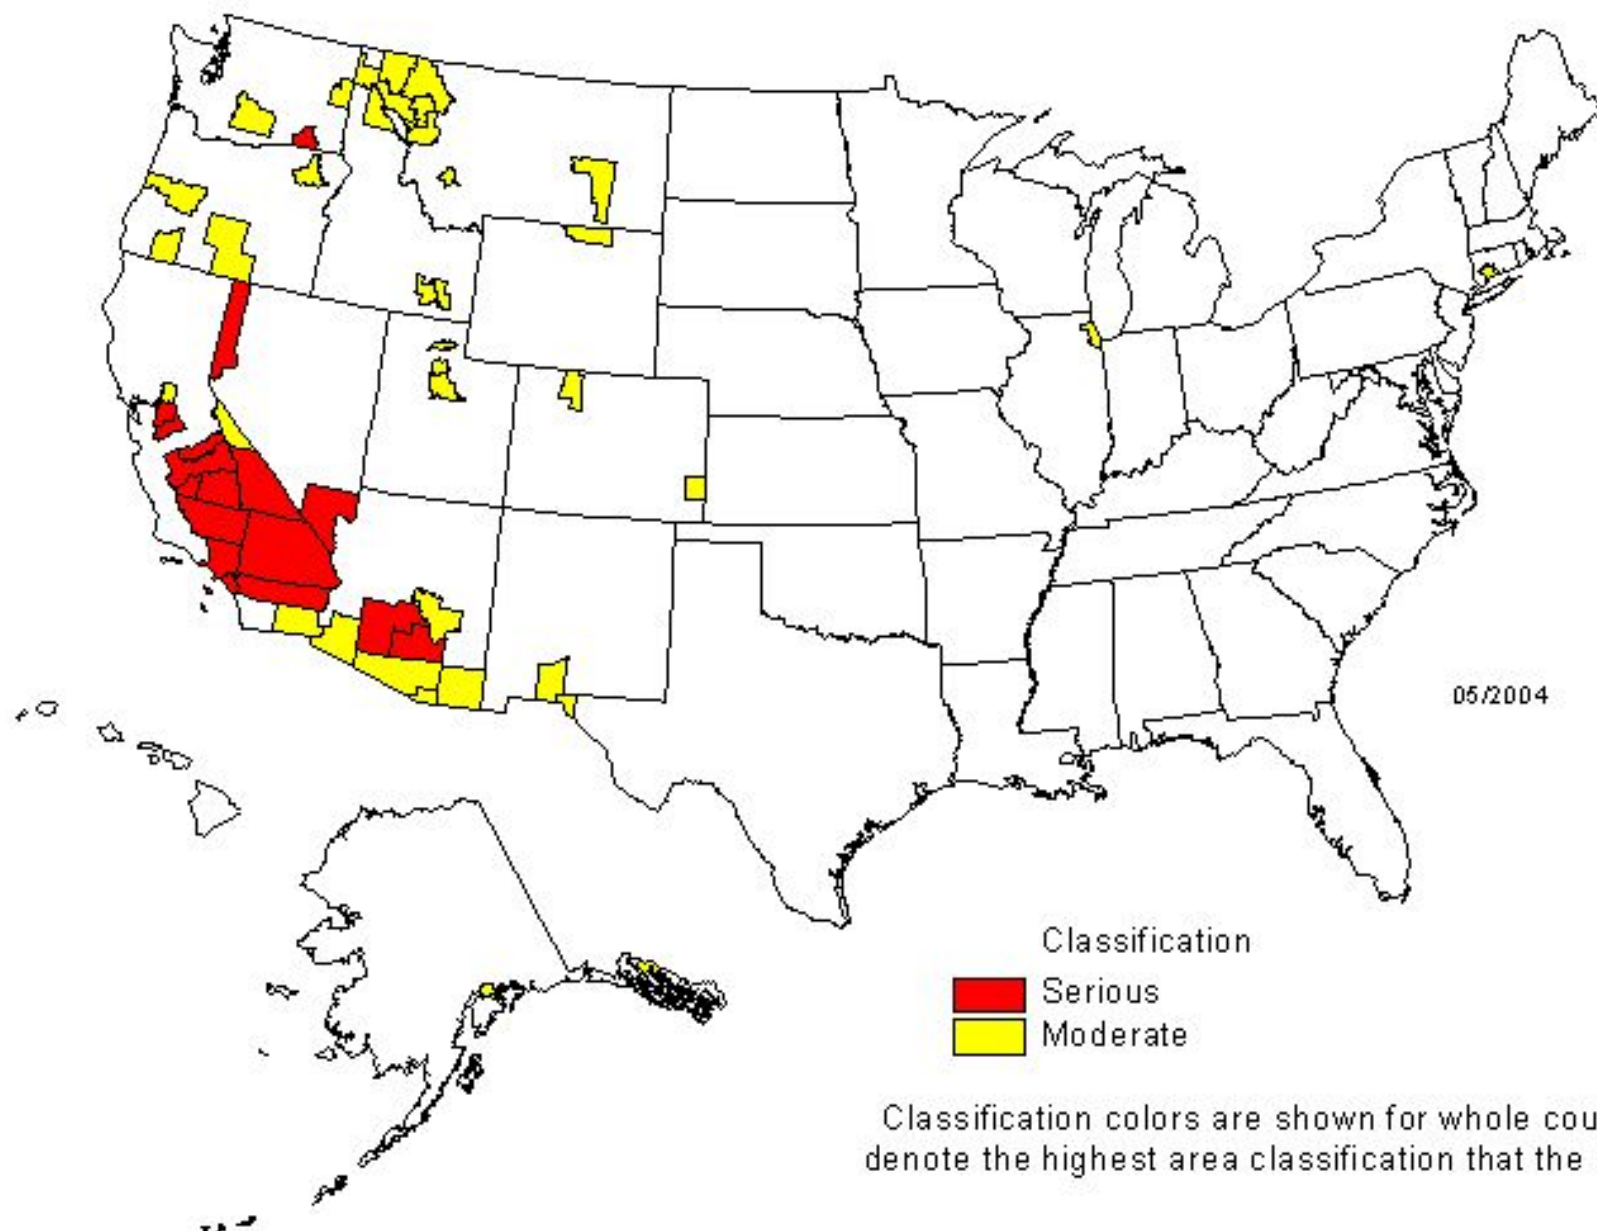 05/2004
Classification
Serious
Moderate
Classification colors are shown for whole cou
denote the highest area classification that the